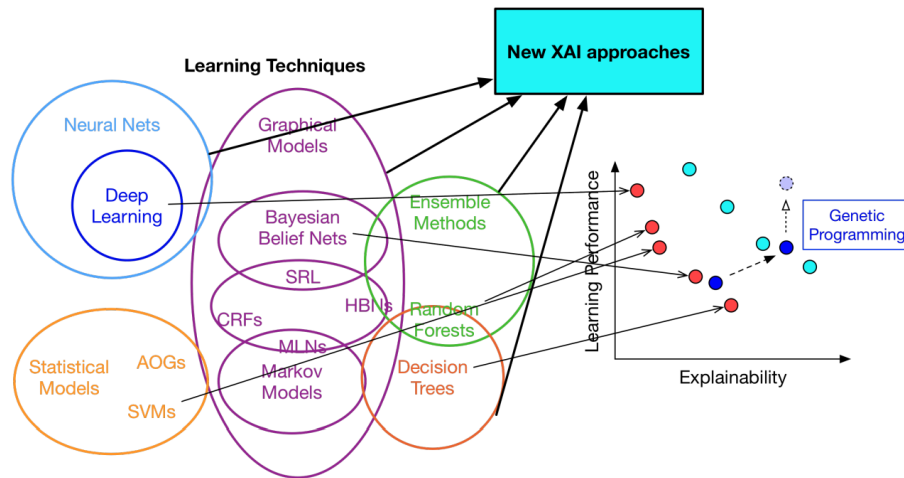 New XAI approaches
Learning Techniques
Neural Nets
Deep
Learning
Graphical
Models
Bayesian
Belief Nets
SRL
CRFs
HBNs
MLNs
Markov
Models
Ensemble
Methods
Random
Forests
Decision
Trees
Statistical
Models
AOGs
SVMs
Learning Performance
Explainability
Genetic
Programming